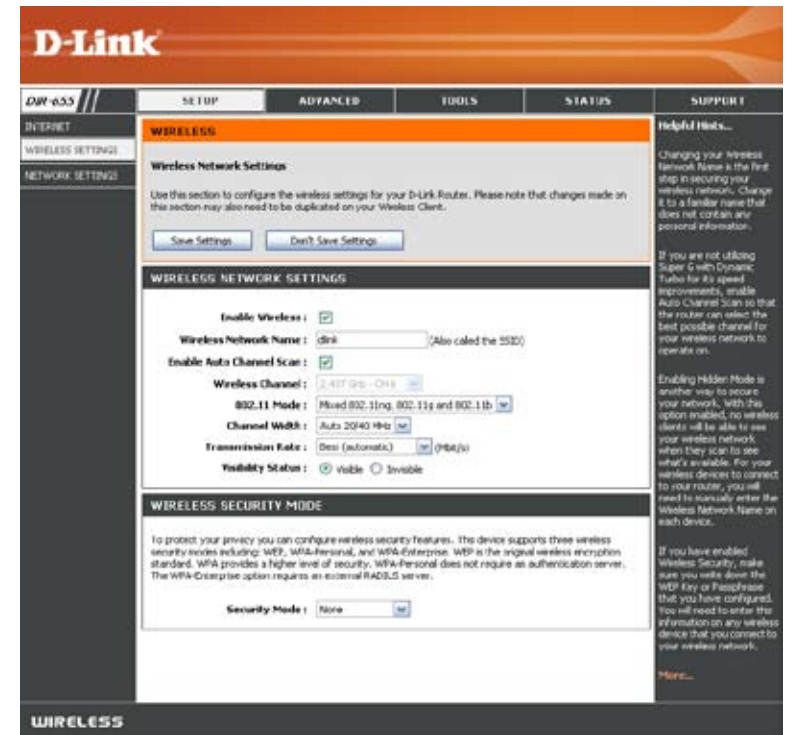 D-Link
DIR-655
SETUP
ADVANCED
TOOLS
STATUS
SUPPORT
INTERNET
WIRELESS SETTINGS
NETWORK SETTINGS
WIRELESS
Wireless Network Settings
Use this section to configure the wireless settings for your D-Link Router. Please note that changes made on
this section may also need to be duplicated on your Wireless Client.
Save Settings
Don't Save Settings
WIRELESS NETWORK SETTINGS
Enable Wireless :
Wireless Network Name : dlink (Also called the SSID)
Enable Auto Channel Scan :
Wireless Channel : 2.437 GHz - CH 6
802.11 Mode : Mixed 802.11ng, 802.11g and 802.11b
Channel Width : Auto 20/40 MHz
Transmission Rate : Best (automatic) (Mbit/s)
Visibility Status : Visible Invisible
WIRELESS SECURITY MODE
To protect your privacy you can configure wireless security features. This device supports three wireless
security modes including: WEP, WPA-Personal, and WPA-Enterprise. WEP is the original wireless encryption
standard. WPA provides a higher level of security. WPA-Personal does not require an authentication server.
The WPA-Enterprise option requires an external RADIUS server.
Security Mode : None
Helpful Hints...
Changing your Wireless
Network Name is the first
step in securing your
wireless network. Change
it to a familiar name that
does not contain any
personal information.
If you are not utilizing
Super G with Dynamic
Turbo for its speed
improvements, enable
Auto Channel Scan so that
the router can select the
best possible channel for
your wireless network to
operate on.
Enabling Hidden Mode is
another way to secure
your network. With this
option enabled, no wireless
clients will be able to see
your wireless network
when they scan to see
what's available. For your
wireless devices to connect
to your router, you will
need to manually enter the
Wireless Network Name on
each device.
If you have enabled
Wireless Security, make
sure you write down the
WEP Key or Passphrase
that you have configured.
You will need to enter this
information on any wireless
device that you connect to
your wireless network.
More...
WIRELESS